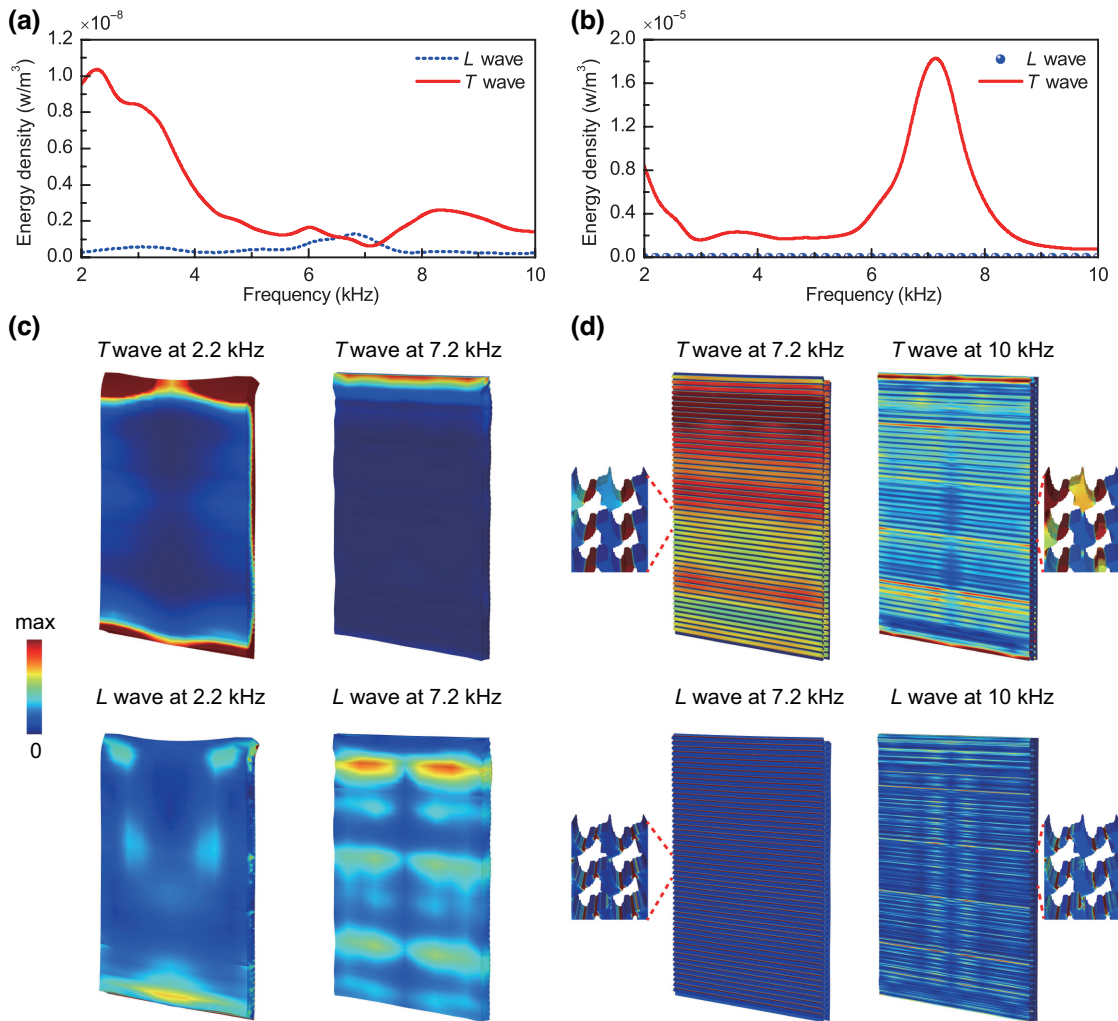 (a)
×10⁻⁸
1.2
1.0
0.8
0.6
0.4
0.2
0.0
Energy density (w/m³)
L wave
T wave
2 4 6 8 10
Frequency (kHz)
(b)
×10⁻⁵
2.0
1.6
1.2
0.8
0.4
0.0
Energy density (w/m³)
L wave
T wave
2 4 6 8 10
Frequency (kHz)
(c)
T wave at 2.2 kHz
T wave at 7.2 kHz
max
0
L wave at 2.2 kHz
L wave at 7.2 kHz
(d)
T wave at 7.2 kHz
T wave at 10 kHz
L wave at 7.2 kHz
L wave at 10 kHz